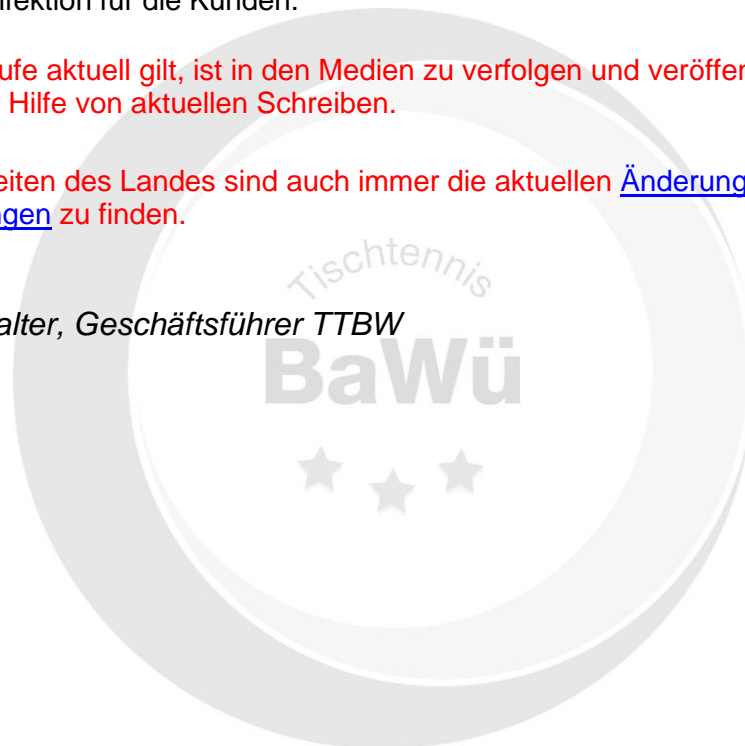 fektion für die Kunden.
ufe aktuell gilt, ist in den Medien zu verfolgen und veröffen
Hilfe von aktuellen Schreiben.
eiten des Landes sind auch immer die aktuellen Änderung
ngen zu finden.
Tischtennis
alter, Geschäftsführer TTBW
BaWü